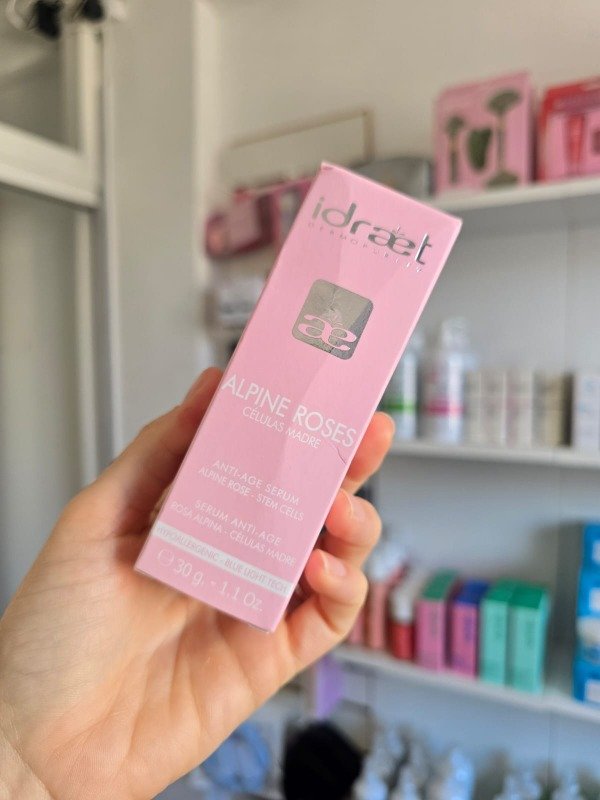 idraet
DERMOPURITY
æ
ALPINE ROSES
CÉLULAS MADRE
ANTI-AGE SERUM
ALPINE ROSE - STEM CELLS
SERUM ANTI-AGE
ROSA ALPINA - CÉLULAS MADRE
HYPOALLERGENIC - BLUE LIGHT TECH
℮ 30 g. - 1.1 Oz.